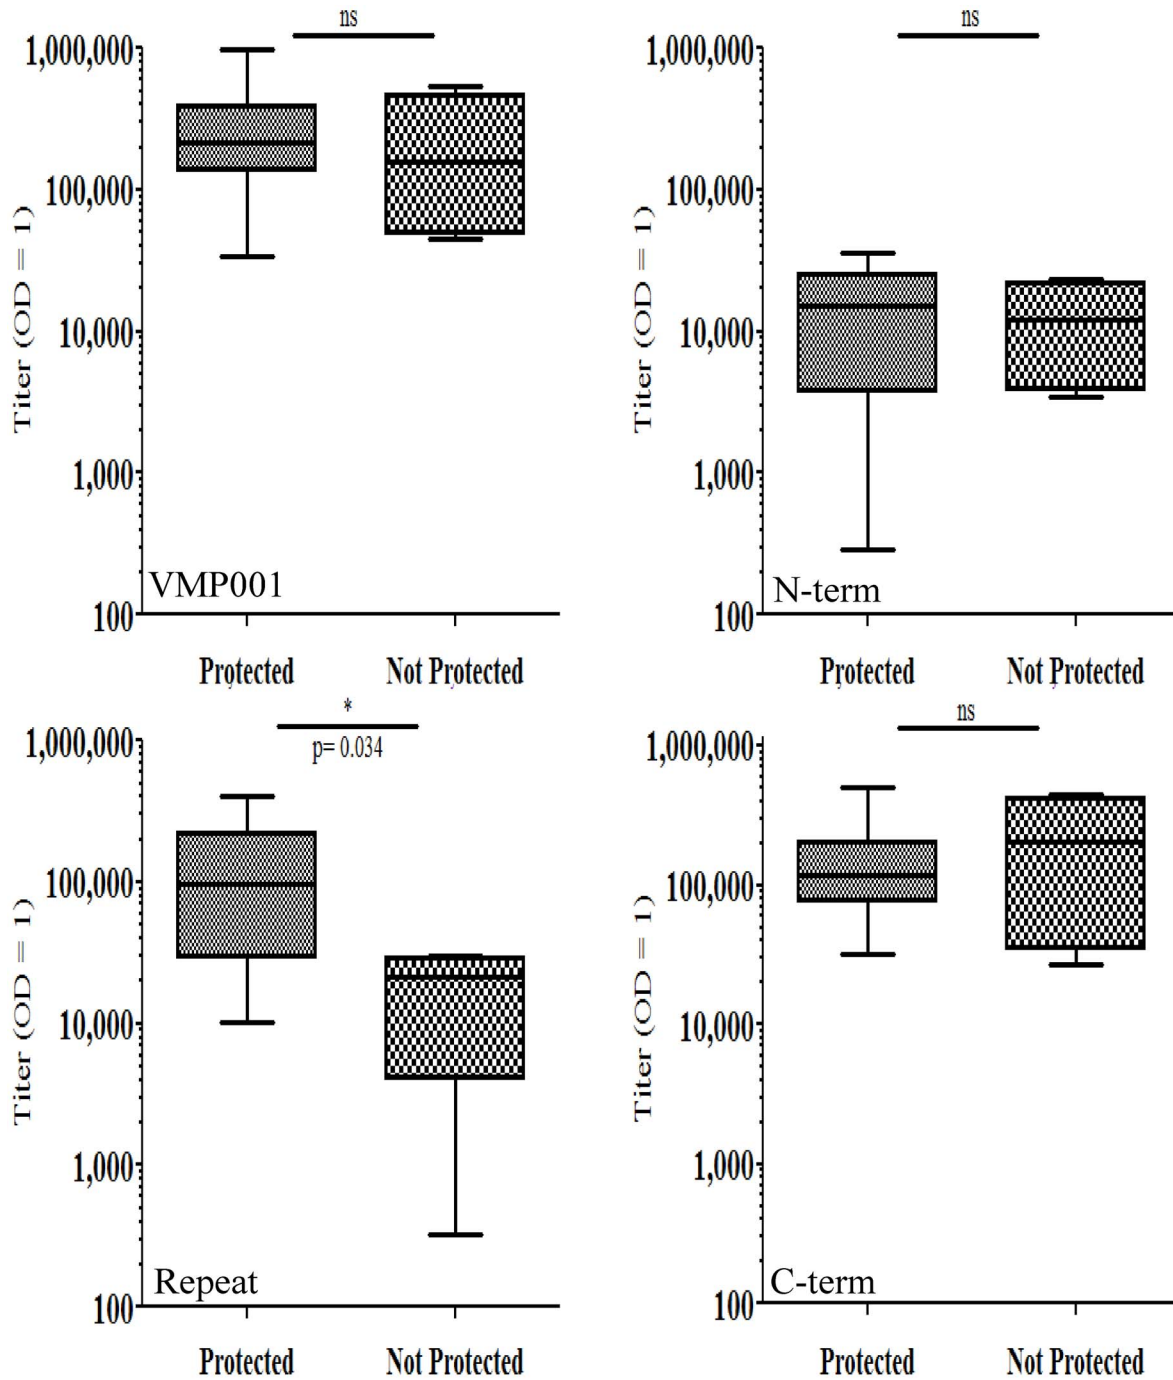 ns
1,000,000
100,000
10,000
1,000
100
Titer (OD = 1)
VMP001
Protected Not Protected
ns
1,000,000
100,000
10,000
1,000
100
Titer (OD = 1)
N-term
Protected Not Protected
*
p= 0.034
1,000,000
100,000
10,000
1,000
100
Titer (OD = 1)
Repeat
Protected Not Protected
ns
1,000,000
100,000
10,000
1,000
100
Titer (OD = 1)
C-term
Protected Not Protected